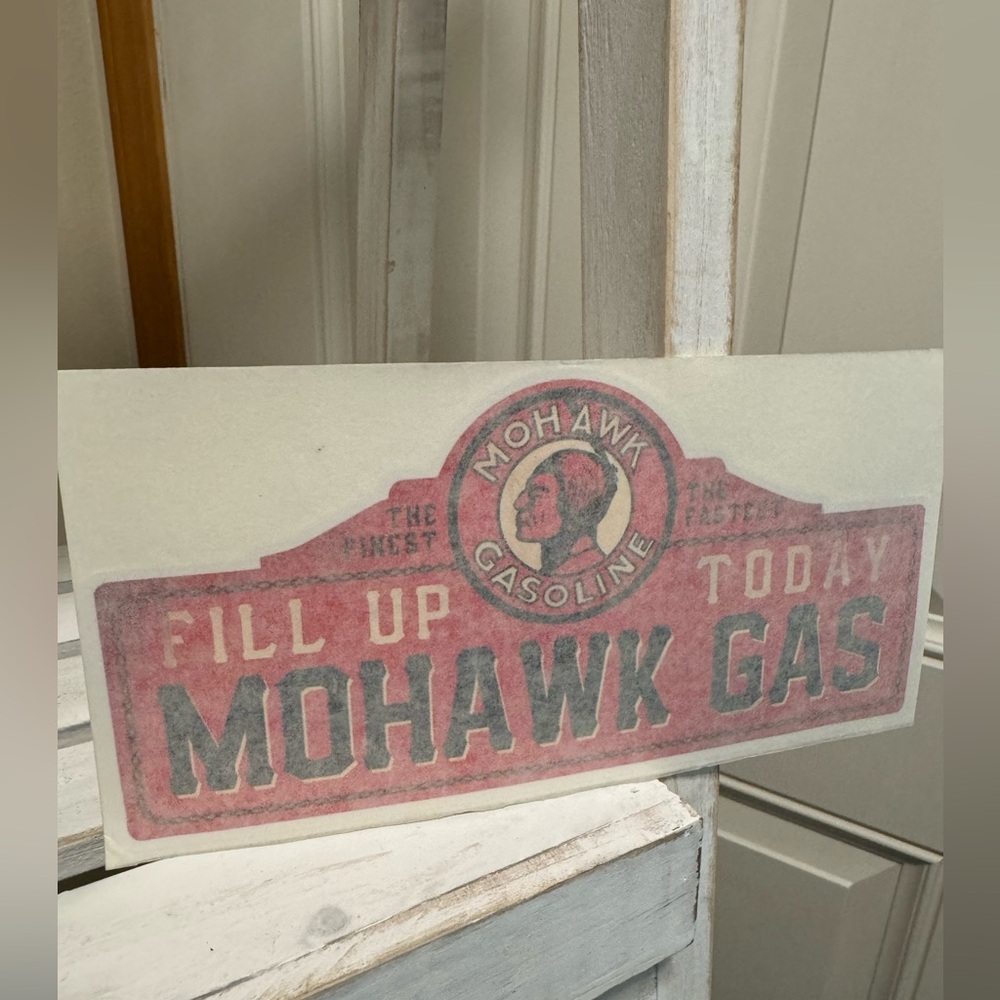 MOHAWK
GASOLINE
THE FINEST
THE FASTEST
FILL UP TODAY
MOHAWK GAS